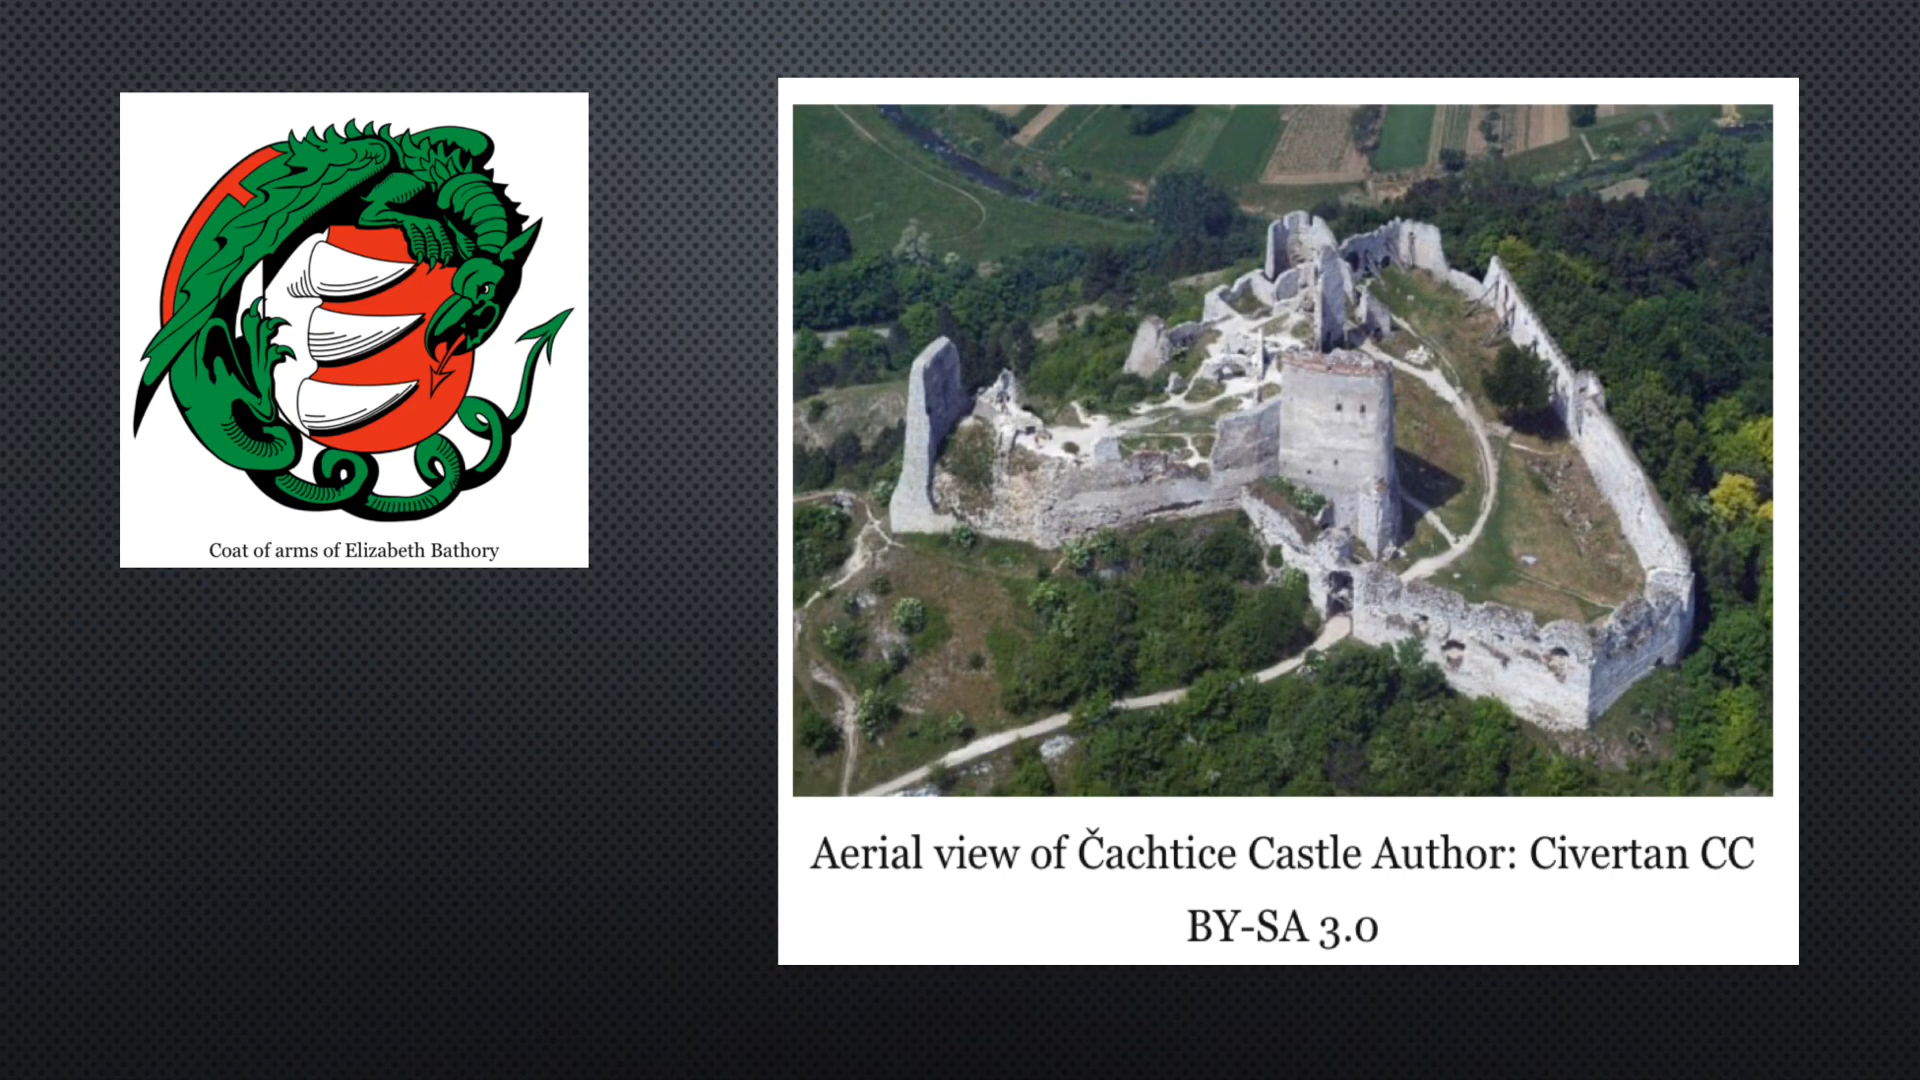 Coat of arms of Elizabeth Bathory
Aerial view of Čachtice Castle Author: Civertan CC
BY-SA 3.0